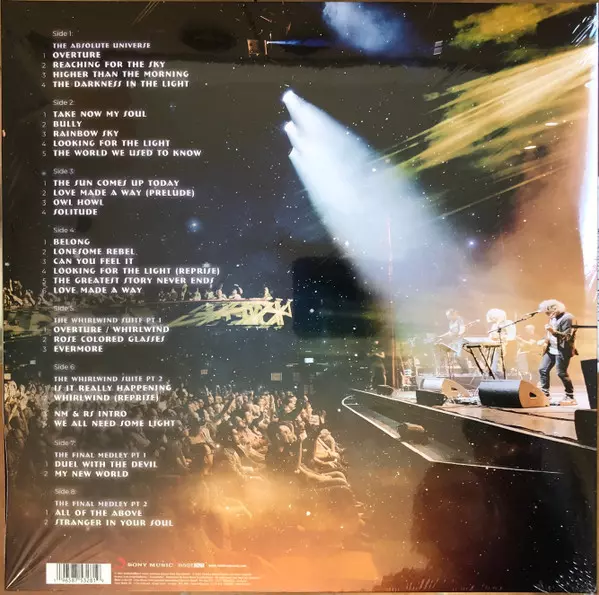 Side 1:
THE ABSOLUTE UNIVERSE
1 OVERTURE
2 REACHING FOR THE SKY
3 HIGHER THAN THE MORNING
4 THE DARKNESS IN THE LIGHT
Side 2:
1 TAKE NOW MY SOUL
2 BULLY
3 RAINBOW SKY
4 LOOKING FOR THE LIGHT
5 THE WORLD WE USED TO KNOW
Side 3:
1 THE SUN COMES UP TODAY
2 LOVE MADE A WAY (PRELUDE)
3 OWL HOWL
4 SOLITUDE
Side 4:
1 BELONG
2 LONESOME REBEL
3 CAN YOU FEEL IT
4 LOOKING FOR THE LIGHT (REPRISE)
5 THE GREATEST STORY NEVER ENDS
6 LOVE MADE A WAY
Side 5:
THE WHIRLWIND SUITE PT 1
1 OVERTURE / WHIRLWIND
2 ROSE COLORED GLASSES
3 EVERMORE
Side 6:
THE WHIRLWIND SUITE PT 2
1 IS IT REALLY HAPPENING
WHIRLWIND (REPRISE)
3 NM & RS INTRO
WE ALL NEED SOME LIGHT
Side 7:
THE FINAL MEDLEY PT 1
1 DUEL WITH THE DEVIL
2 MY NEW WORLD
Side 8:
THE FINAL MEDLEY PT 2
1 ALL OF THE ABOVE
2 STRANGER IN YOUR SOUL
SONY MUSIC